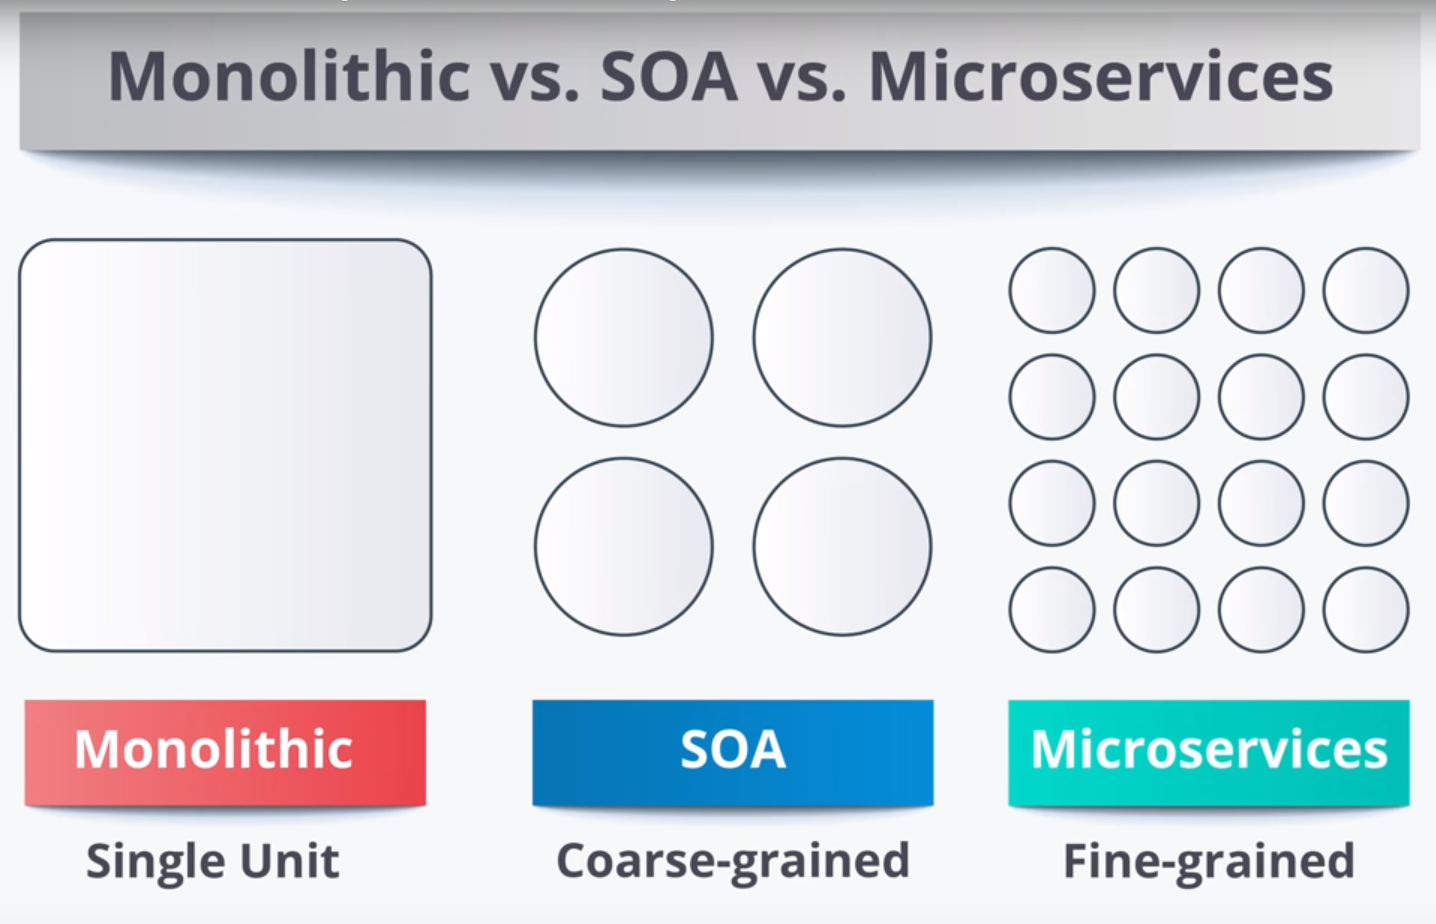 Monolithic vs. SOA vs. Microservices
Monolithic
SOA
Microservices
Single Unit
Coarse-grained
Fine-grained